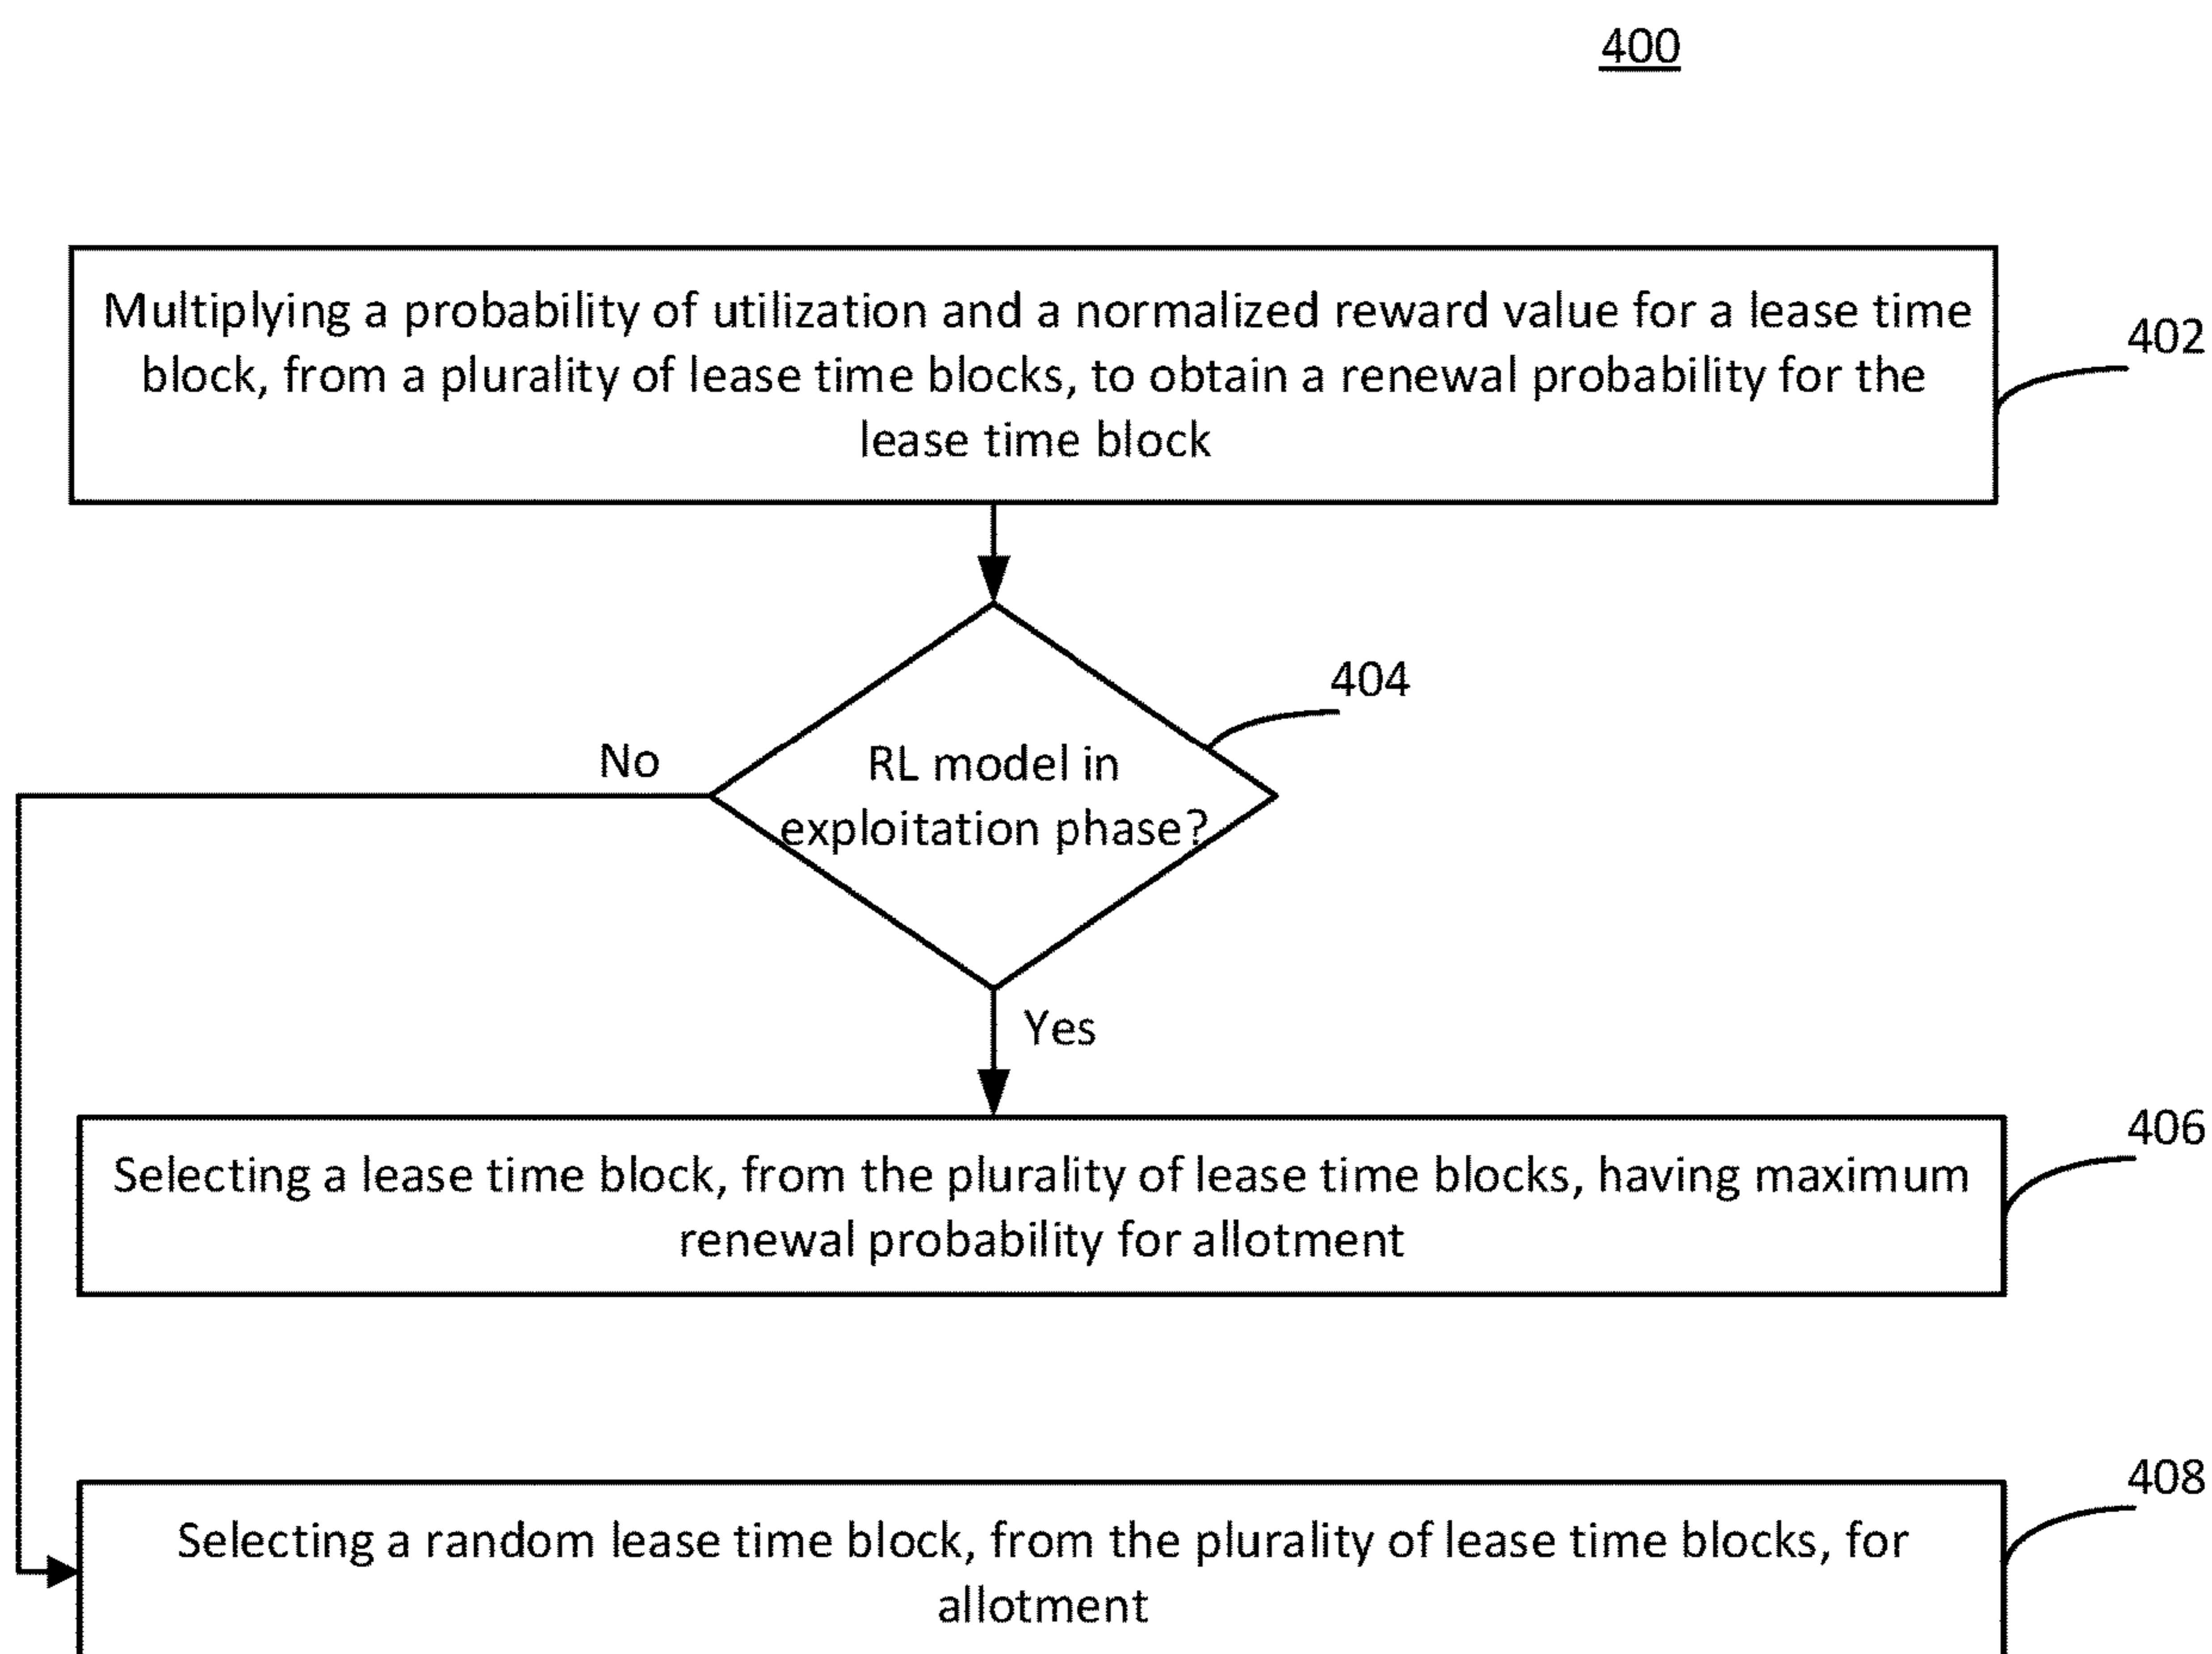 400
Multiplying a probability of utilization and a normalized reward value for a lease time
block, from a plurality of lease time blocks, to obtain a renewal probability for the
lease time block
402
404
No
RL model in
exploitation phase?
Yes
406
Selecting a lease time block, from the plurality of lease time blocks, having maximum
renewal probability for allotment
408
Selecting a random lease time block, from the plurality of lease time blocks, for
allotment